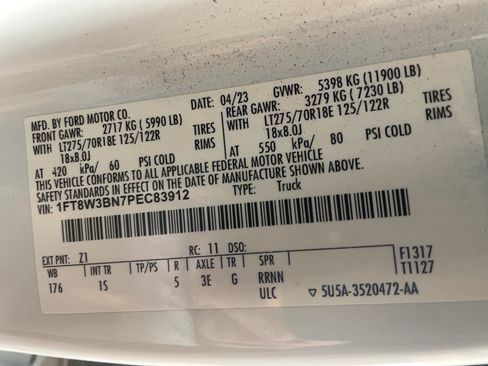 MFD. BY FORD MOTOR CO.
DATE: 04/23 GVWR: 5398 KG (11900 LB)
FRONT GAWR: 2717 KG (5990 LB) REAR GAWR: 3279 KG (7230 LB)
WITH LT275/70R18E 125/122R TIRES WITH LT275/70R18E 125/122R TIRES
18x8.0J RIMS 18x8.0J RIMS
AT 420 kPa/ 60 PSI COLD AT 550 kPa/ 80 PSI COLD
THIS VEHICLE CONFORMS TO ALL APPLICABLE FEDERAL MOTOR VEHICLE
SAFETY STANDARDS IN EFFECT ON THE DATE OF MANUFACTURE SHOWN ABOVE.
VIN: 1FT8W3BN7PEC83912
TYPE: Truck
EXT PNT: Z1 RC: 11 DSO: F1317
WB INT TR TP/PS R AXLE TR SPR T1127
176 1S 5 3E G RRNN
ULC ▽ 5U5A-3520472-AA